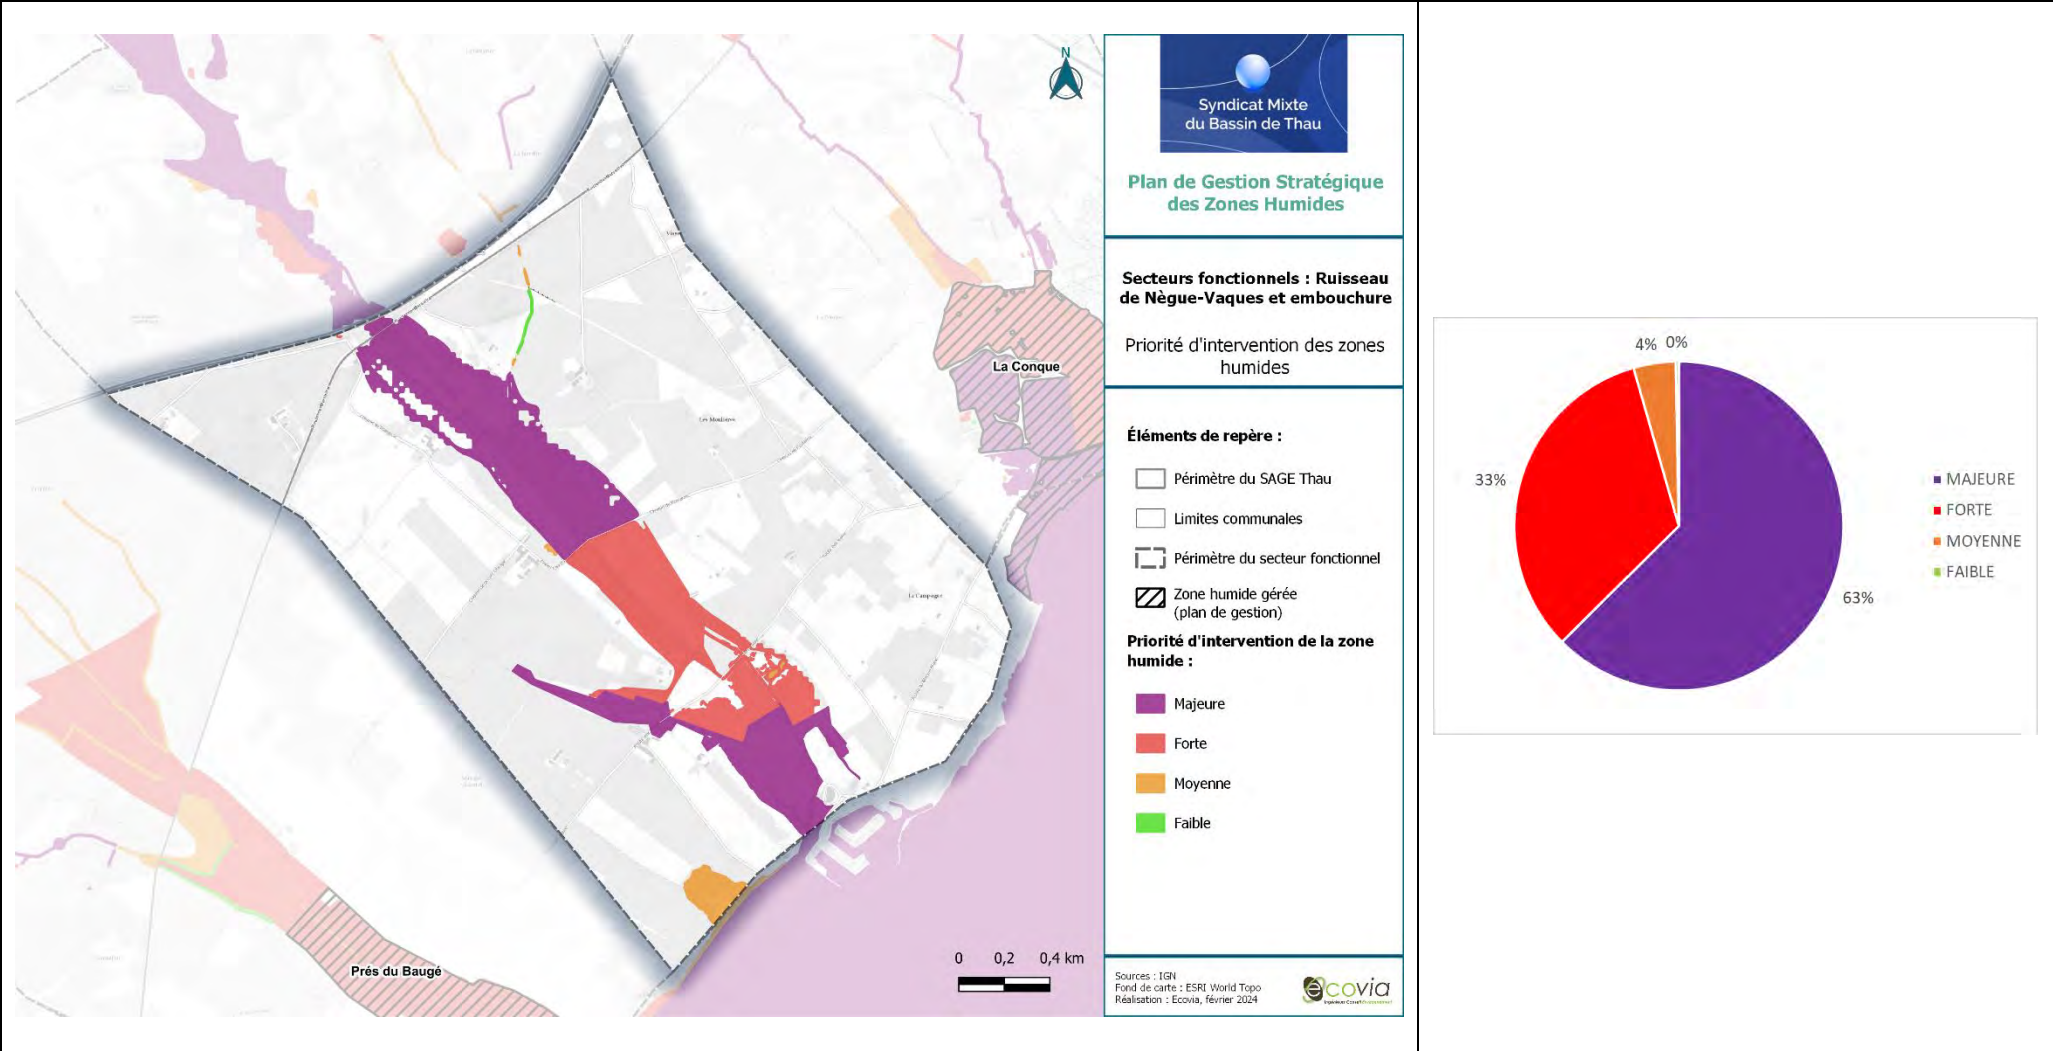 N
La Conque
Prés du Baugé
Les Mouliéres
La Campagne
0 0,2 0,4 km
Syndicat Mixte
du Bassin de Thau
Plan de Gestion Stratégique
des Zones Humides
Secteurs fonctionnels : Ruisseau
de Nègue-Vaques et embouchure
Priorité d'intervention des zones
humides
Éléments de repère :
Périmètre du SAGE Thau
Limites communales
Périmètre du secteur fonctionnel
Zone humide gérée
(plan de gestion)
Priorité d'intervention de la zone
humide :
Majeure
Forte
Moyenne
Faible
Sources : IGN
Fond de carte : ESRI World Topo
Réalisation : Ecovia, février 2024
ecovia
4% 0%
33%
63%
MAJEURE
FORTE
MOYENNE
FAIBLE